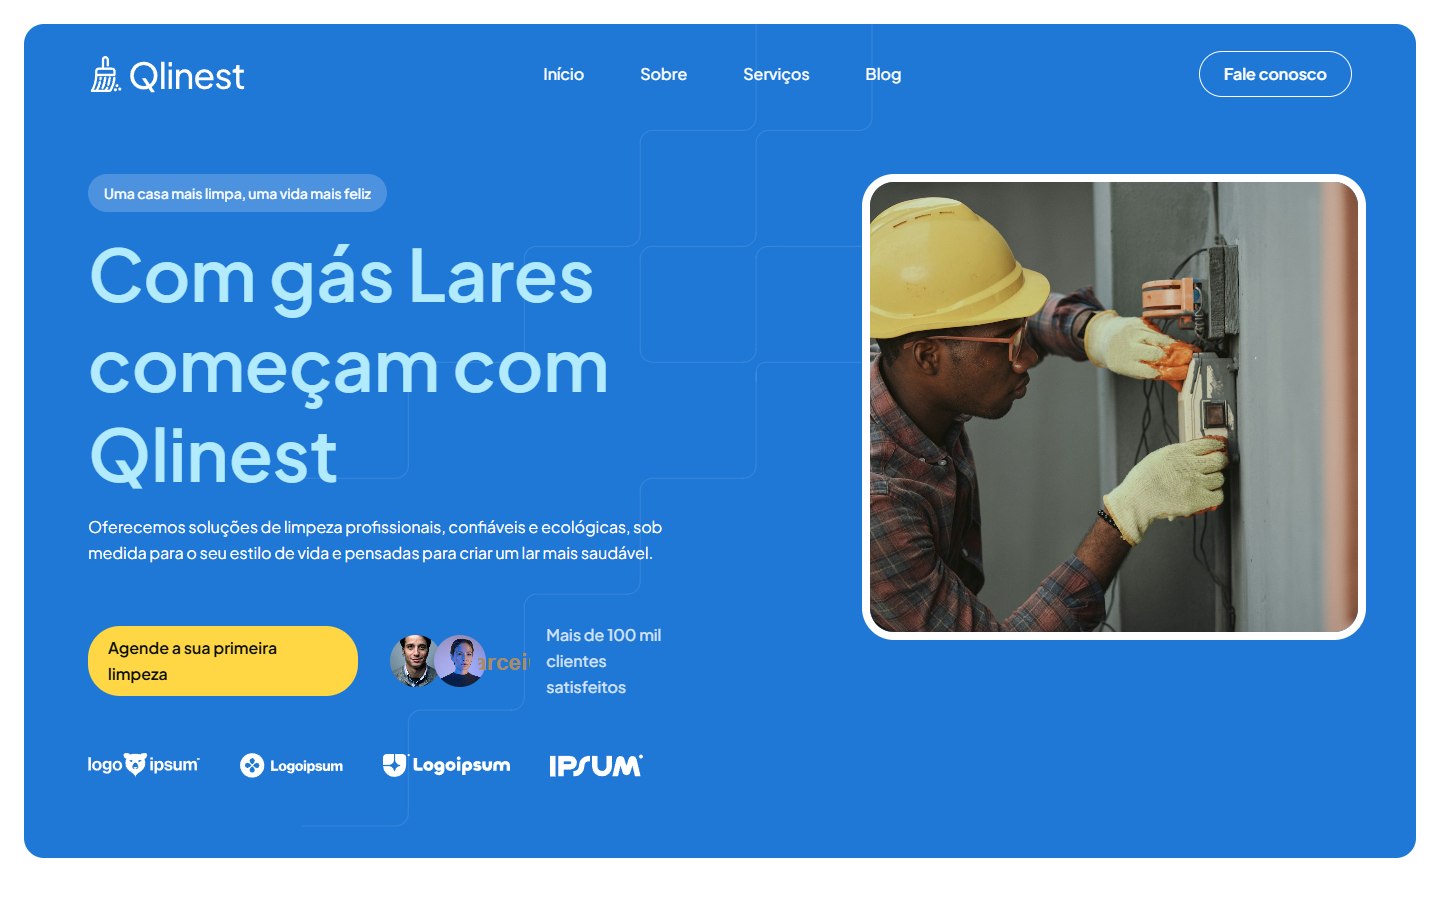 Qlinest
Início
Sobre
Serviços
Blog
Fale conosco
Uma casa mais limpa, uma vida mais feliz
Com gás Lares
começam com
Qlinest
Oferecemos soluções de limpeza profissionais, confiáveis e ecológicas, sob
medida para o seu estilo de vida e pensadas para criar um lar mais saudável.
Agende a sua primeira
limpeza
arcei
Mais de 100 mil
clientes
satisfeitos
logo ipsum
Logoipsum
Logoipsum
IPSUM